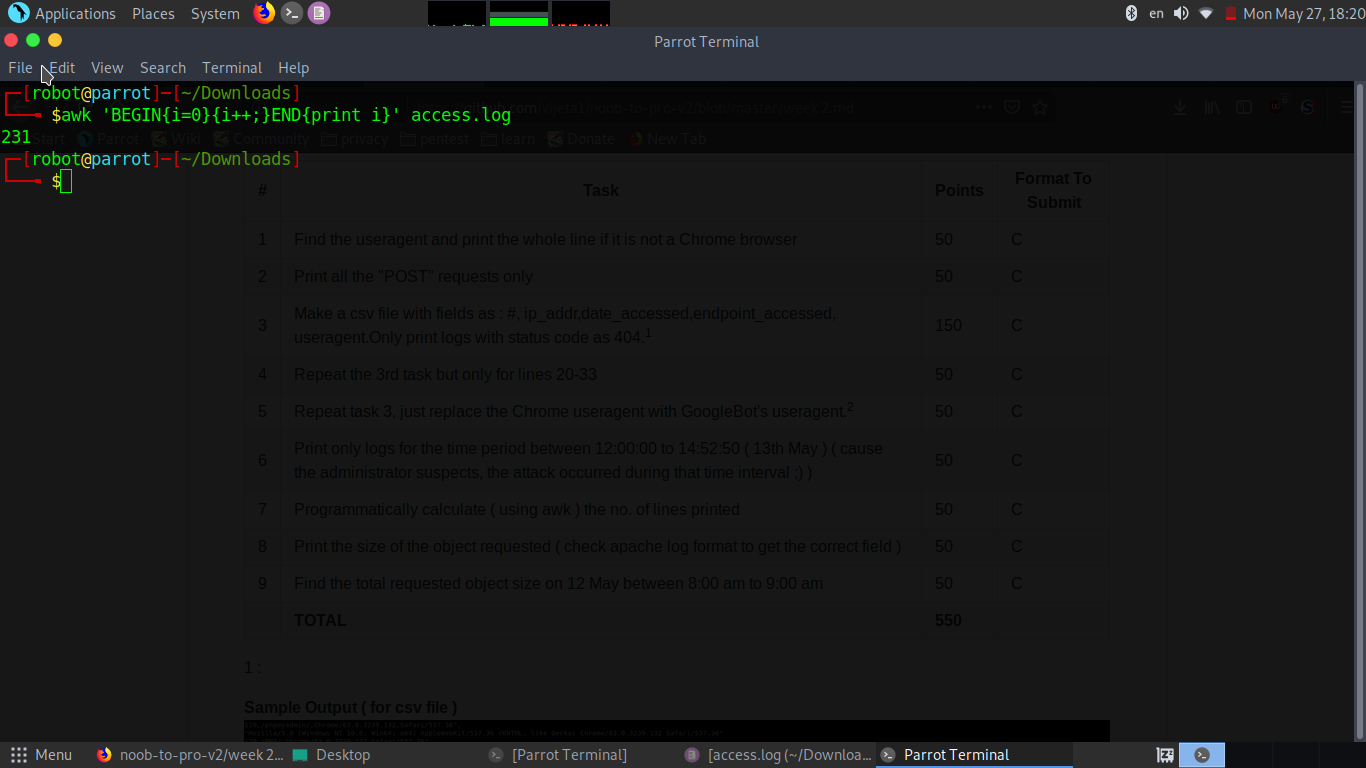 Applications Places System en Mon May 27, 18:20
Parrot Terminal
File Edit View Search Terminal Help
[robot@parrot]─[~/Downloads]
$awk 'BEGIN{i=0}{i++;}END{print i}' access.log
231
Start Parrot Wiki Community privacy pentest learn Donate New Tab
[robot@parrot]─[~/Downloads]
$
# Task Points Format To Submit
1 Find the useragent and print the whole line if it is not a Chrome browser 50 C
2 Print all the "POST" requests only 50 C
3 Make a csv file with fields as : #, ip_addr,date_accessed,endpoint_accessed,
useragent.Only print logs with status code as 404.1 150 C
4 Repeat the 3rd task but only for lines 20-33 50 C
5 Repeat task 3, just replace the Chrome useragent with GoogleBot's useragent.2 50 C
6 Print only logs for the time period between 12:00:00 to 14:52:50 ( 13th May ) ( cause
the administrator suspects, the attack occurred during that time interval ;) ) 50 C
7 Programmatically calculate ( using awk ) the no. of lines printed 50 C
8 Print the size of the object requested ( check apache log format to get the correct field ) 50 C
9 Find the total requested object size on 12 May between 8:00 am to 9:00 am 50 C
TOTAL 550
1 :
Sample Output ( for csv file )
Menu noob-to-pro-v2/week 2... Desktop [Parrot Terminal] [access.log (~/Downloa... Parrot Terminal